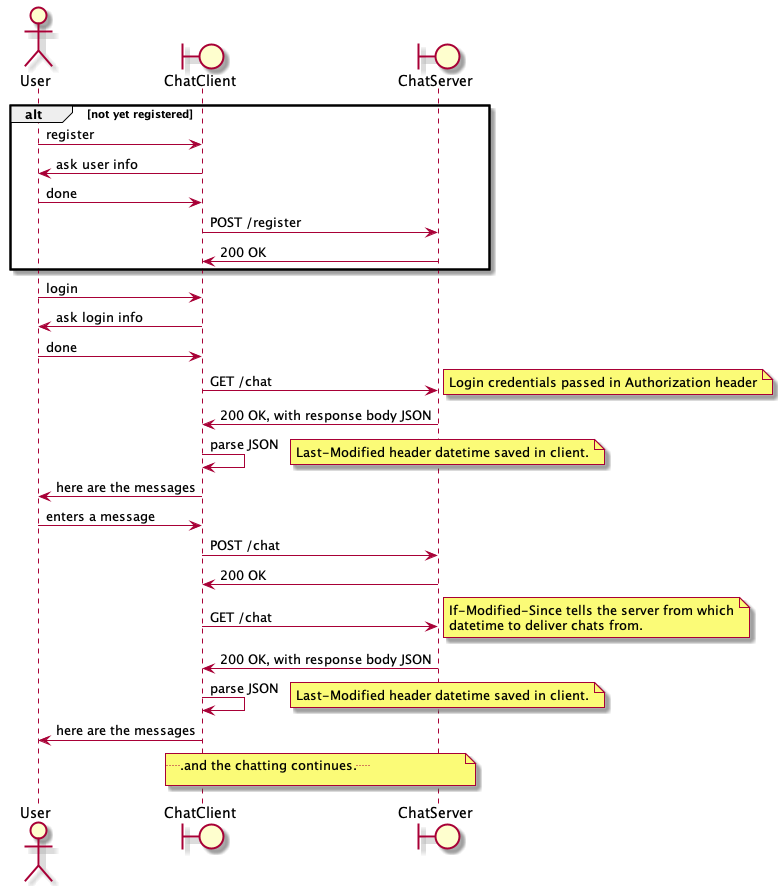 User
ChatClient
ChatServer
alt
[not yet registered]
register
ask user info
done
POST /register
200 OK
login
ask login info
done
GET /chat
Login credentials passed in Authorization header
200 OK, with response body JSON
parse JSON
Last-Modified header datetime saved in client.
here are the messages
enters a message
POST /chat
200 OK
GET /chat
If-Modified-Since tells the server from which
datetime to deliver chats from.
200 OK, with response body JSON
parse JSON
Last-Modified header datetime saved in client.
here are the messages
.....and the chatting continues.....
User
ChatClient
ChatServer